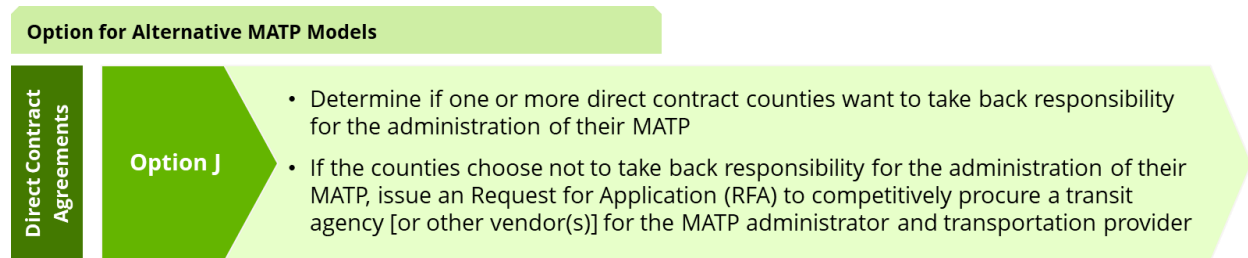 Option for Alternative MATP Models
Direct Contract
Agreements
Option J
• Determine if one or more direct contract counties want to take back responsibility
for the administration of their MATP
• If the counties choose not to take back responsibility for the administration of their
MATP, issue an Request for Application (RFA) to competitively procure a transit
agency [or other vendor(s)] for the MATP administrator and transportation provider